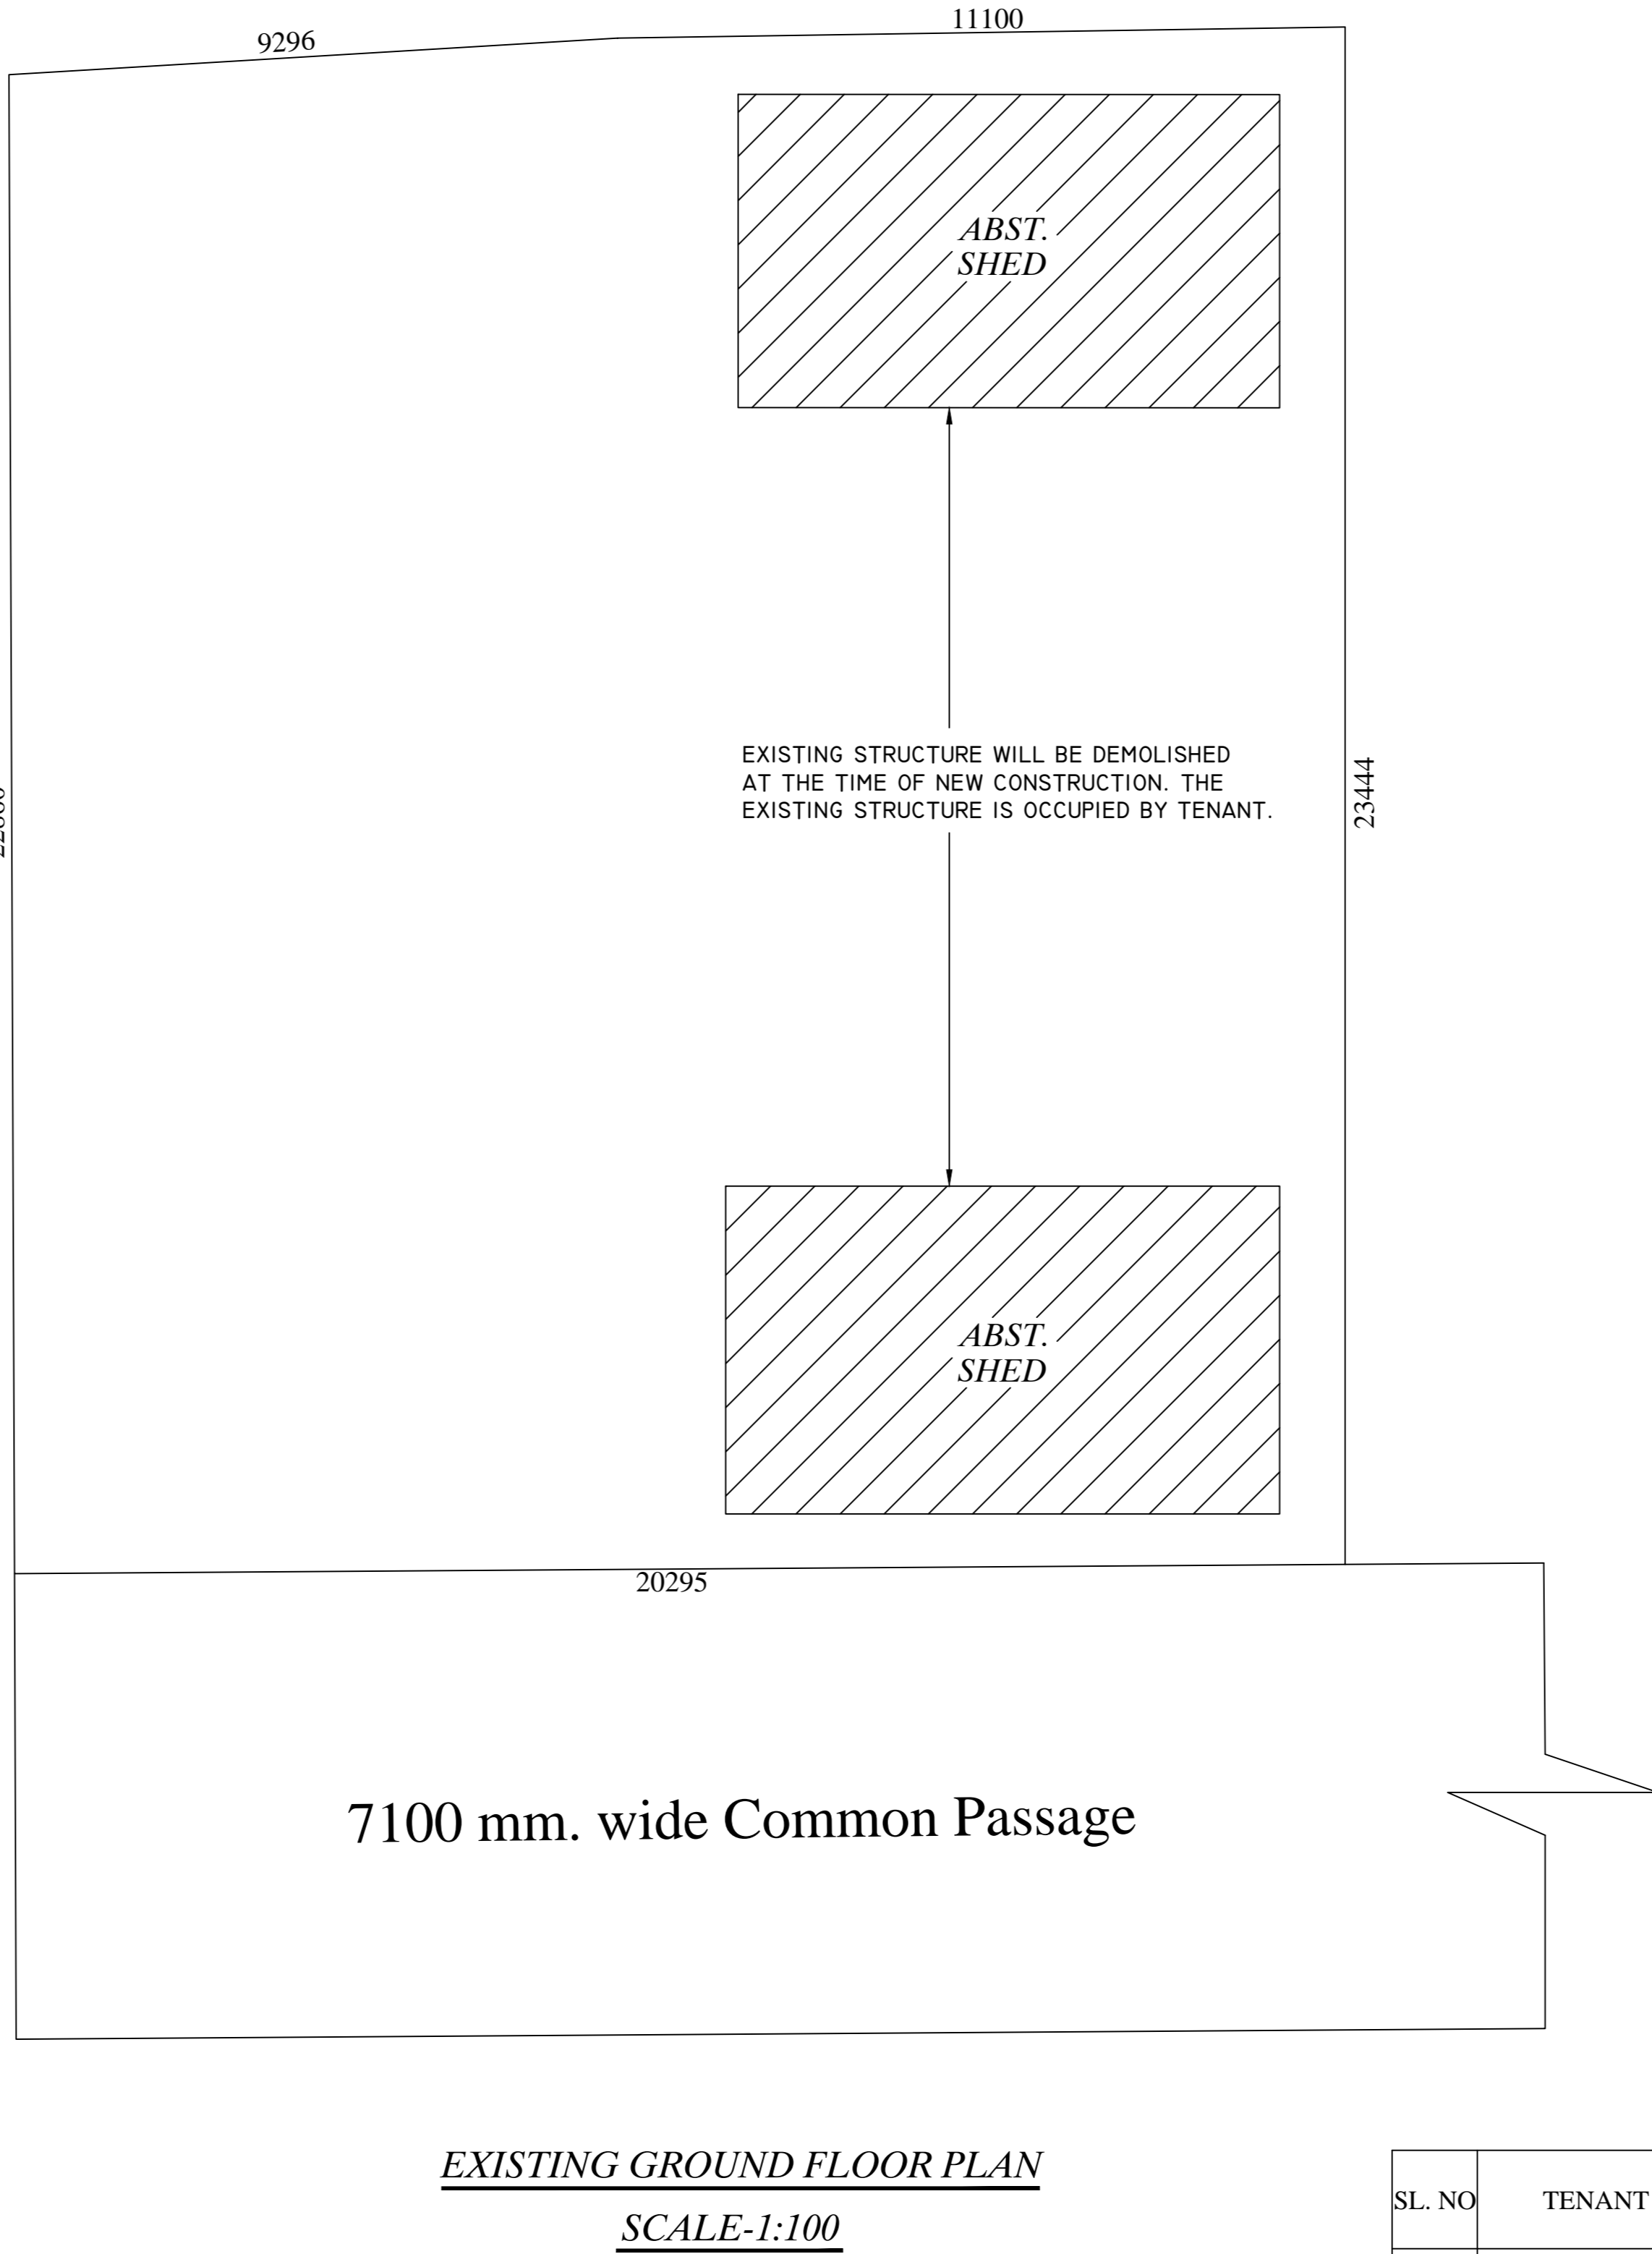 11100
9296
ABST.
SHED
EXISTING STRUCTURE WILL BE DEMOLISHED
AT THE TIME OF NEW CONSTRUCTION. THE
EXISTING STRUCTURE IS OCCUPIED BY TENANT.
23444
ABST.
SHED
20295
7100 mm. wide Common Passage
EXISTING GROUND FLOOR PLAN
SCALE-1:100
SL. NO
TENANT